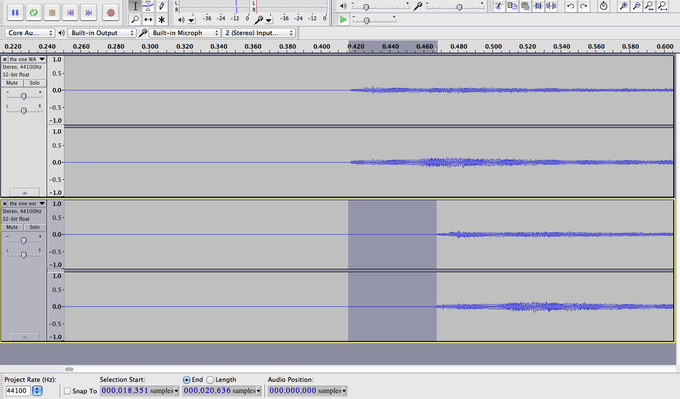 L
R
-36 -24 -12 0
L
R
-36 -24 -12 0
Core Au... Built-in Output Built-in Microph 2 (Stereo) Input...
0.220 0.240 0.260 0.280 0.300 0.320 0.340 0.360 0.380 0.400 0.420 0.440 0.460 0.480 0.500 0.520 0.540 0.560 0.580 0.600
the one WA
Stereo, 44100Hz
32-bit float
Mute Solo
- +
L R
1.0
0.5-
0.0-
-0.5-
-1.0
1.0
0.5-
0.0-
-0.5-
-1.0
the one nor
Stereo, 44100Hz
32-bit float
Mute Solo
- +
L R
1.0
0.5-
0.0-
-0.5-
-1.0
1.0
0.5-
0.0-
-0.5-
-1.0
Project Rate (Hz): Selection Start: End Length Audio Position:
44100 Snap To 000,018,351 samples 000,020,636 samples 000,000,000 samples